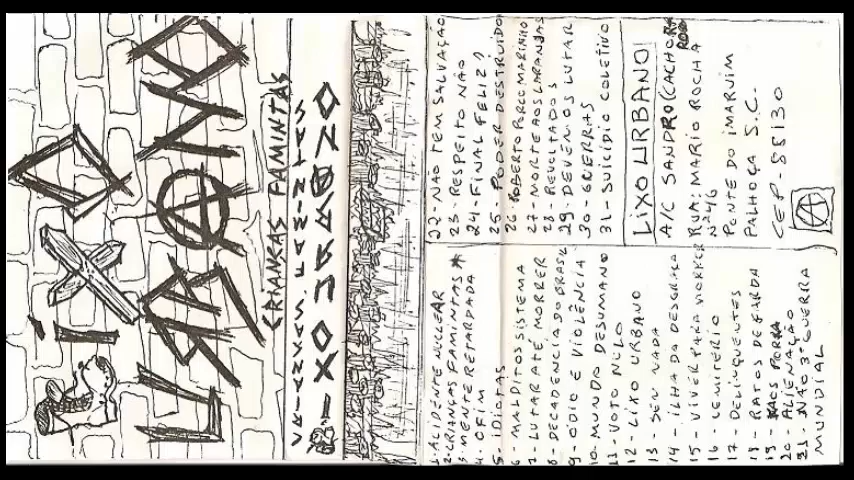 LIXO
URBANO
CRIANÇAS FAMINTAS
LIXO URBANO
1. ACIDENTE NUCLEAR
2. CRIANÇAS FAMINTAS *
3. MENTE RETARDADA
4. O FIM
5- IDIOTAS
6- MALDITO SISTEMA
7- LUTAR ATÉ MORRER
8- DECADENCIA DO BRASIL
9- ODIO E VIOLÊNCIA
10. MUNDO DESUMANO
11- VOTO NULO
12- LIXO URBANO
13- SEM NADA
14- ILHA DA DESGRAÇA
15- VIVER PARA MORRER
16- CEMITÉRIO
17- DELINQUENTES
18- RATOS DE FARDA
20- ALIENAÇÃO
21- NÃO 3ª GUERRA
MUNDIAL
22- NÃO TEM SALVAÇÃO
23- RESPEITO NÃO
24- FINAL FELIZ?
25- PODER DESTRUIDOR
26- ROBERTO PORCO MARINHO
27- MORTE AOS LARANJAS
28- REVOLTADOS
29- DEVEMOS LUTAR
30- GUERRAS
31- SUICÍDIO COLETIVO
LIXO URBANO!
A/C SANDRO (CACHORRO
RUA: MARIO ROCHA
Nº 46
PONTE DO IMARUIM
PALHOÇA S.C.
CEP-88130
A